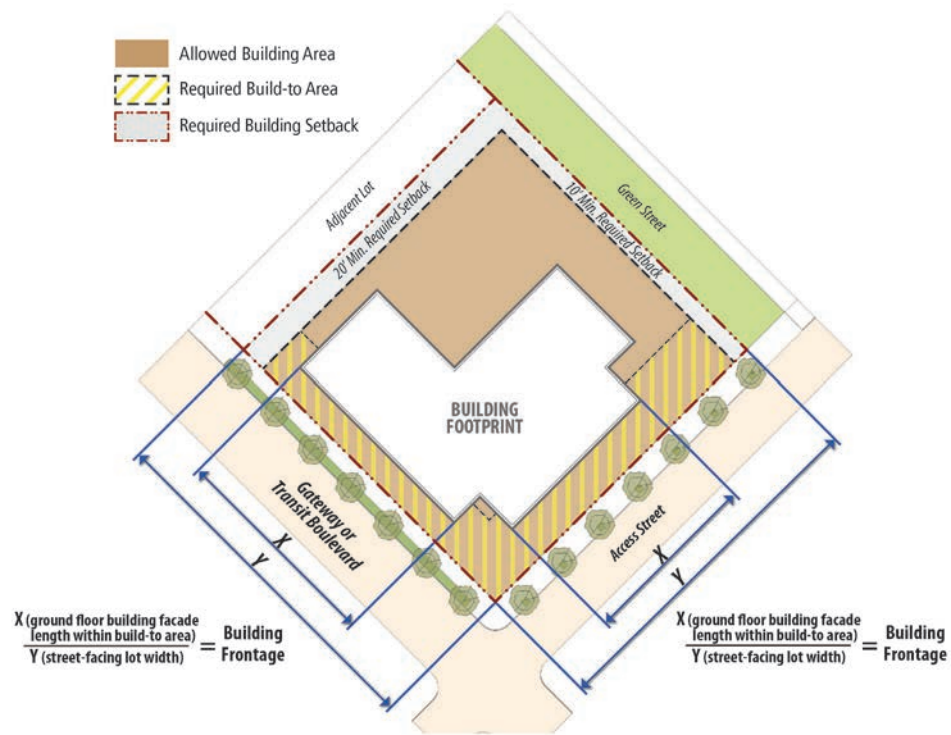 Allowed Building Area
Required Build-to Area
Required Building Setback
Adjacent Lot
20' Min. Required Setback
10' Min. Required Setback
Green Street
BUILDING
FOOTPRINT
Gateway or
Transit Boulevard
X
Y
Access Street
X
Y
X (ground floor building facade
length within build-to area)
Y (street-facing lot width)
= Building
Frontage
X (ground floor building facade
length within build-to area)
Y (street-facing lot width)
= Building
Frontage